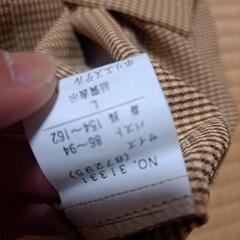 NO. 31331
(87295)
サイズ
バスト 86〜94
身長 154〜162
L
品質表示
ポリエステル